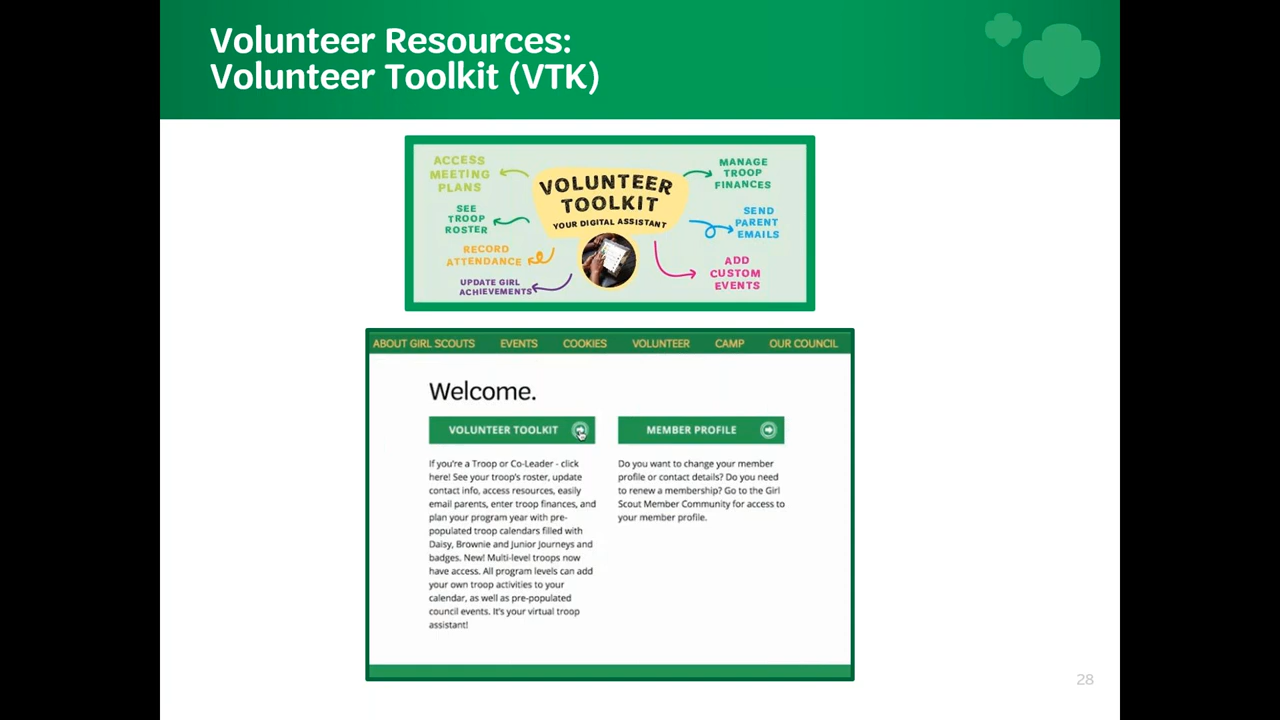 Volunteer Resources:
Volunteer Toolkit (VTK)
ACCESS
MEETING
PLANS
SEE
TROOP
ROSTER
RECORD
ATTENDANCE
UPDATE GIRL
ACHIEVEMENTS
VOLUNTEER
TOOLKIT
YOUR DIGITAL ASSISTANT
MANAGE
TROOP
FINANCES
SEND
PARENT
EMAILS
ADD
CUSTOM
EVENTS
ABOUT GIRL SCOUTS EVENTS COOKIES VOLUNTEER CAMP OUR COUNCIL
Welcome.
VOLUNTEER TOOLKIT
If you're a Troop or Co-Leader - click
here! See your troop's roster, update
contact info, access resources, easily
email parents, enter troop finances, and
plan your program year with pre-
populated troop calendars filled with
Daisy, Brownie and Junior Journeys and
badges. New! Multi-level troops now
have access. All program levels can add
your own troop activities to your
calendar, as well as pre-populated
council events. It's your virtual troop
assistant!
MEMBER PROFILE
Do you want to change your member
profile or contact details? Do you need
to renew a membership? Go to the Girl
Scout Member Community for access to
your member profile.
28